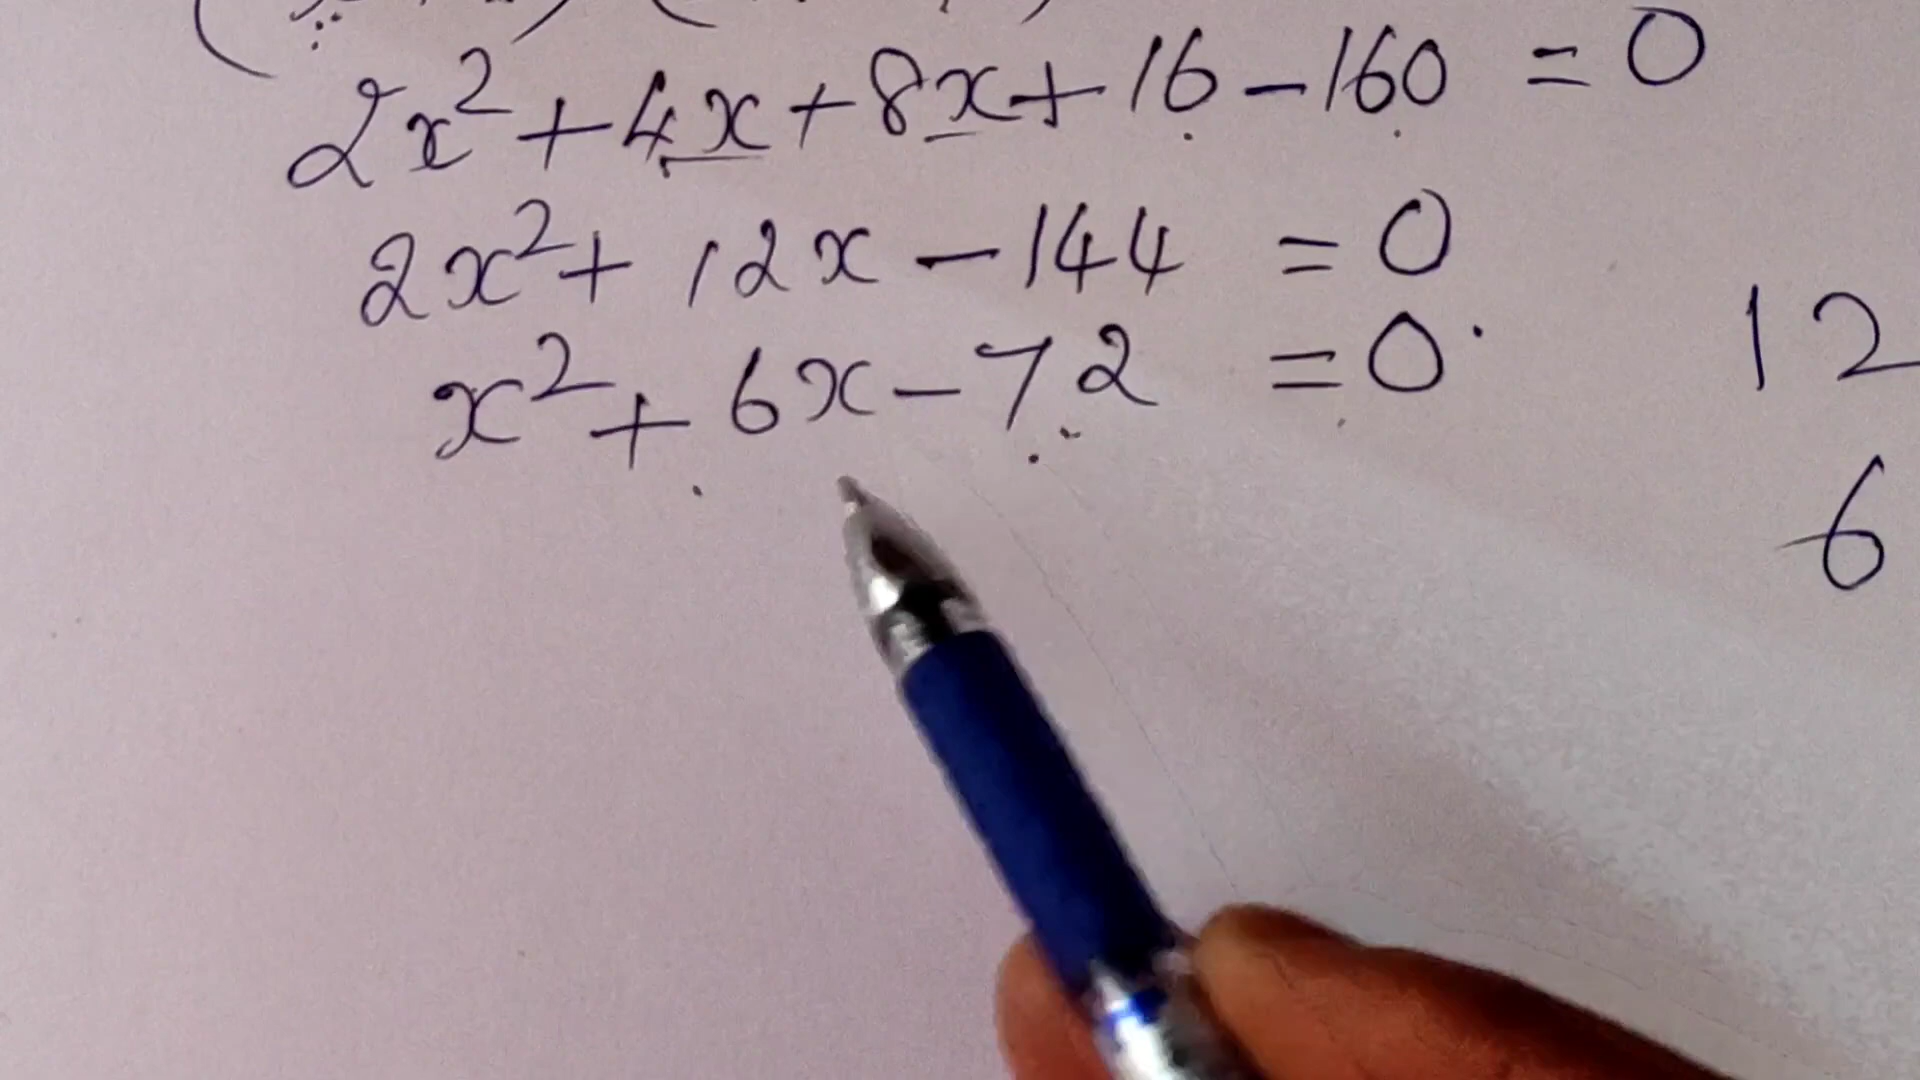 2x² + 4x + 8x + 16 - 160 = 0
2x² + 12x - 144 = 0
x² + 6x - 72 = 0
12
6